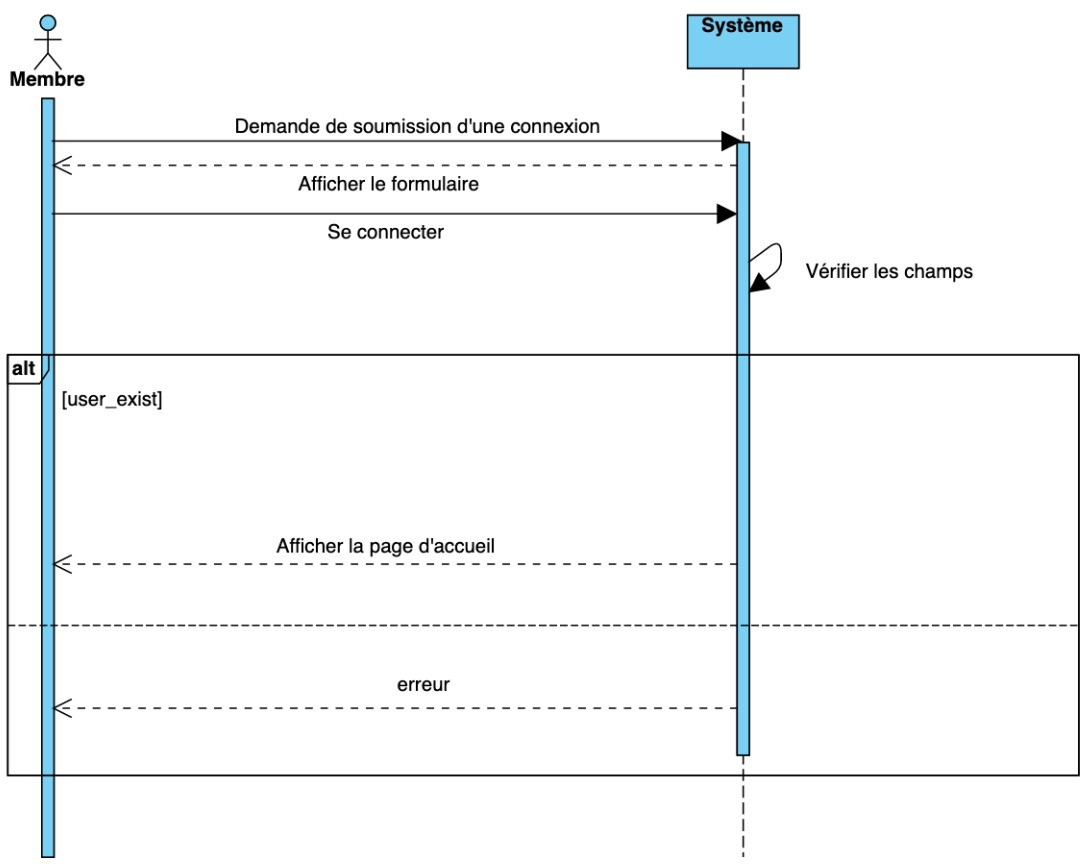 Membre
Système
Demande de soumission d'une connexion
Afficher le formulaire
Se connecter
Vérifier les champs
alt
[user_exist]
Afficher la page d'accueil
erreur